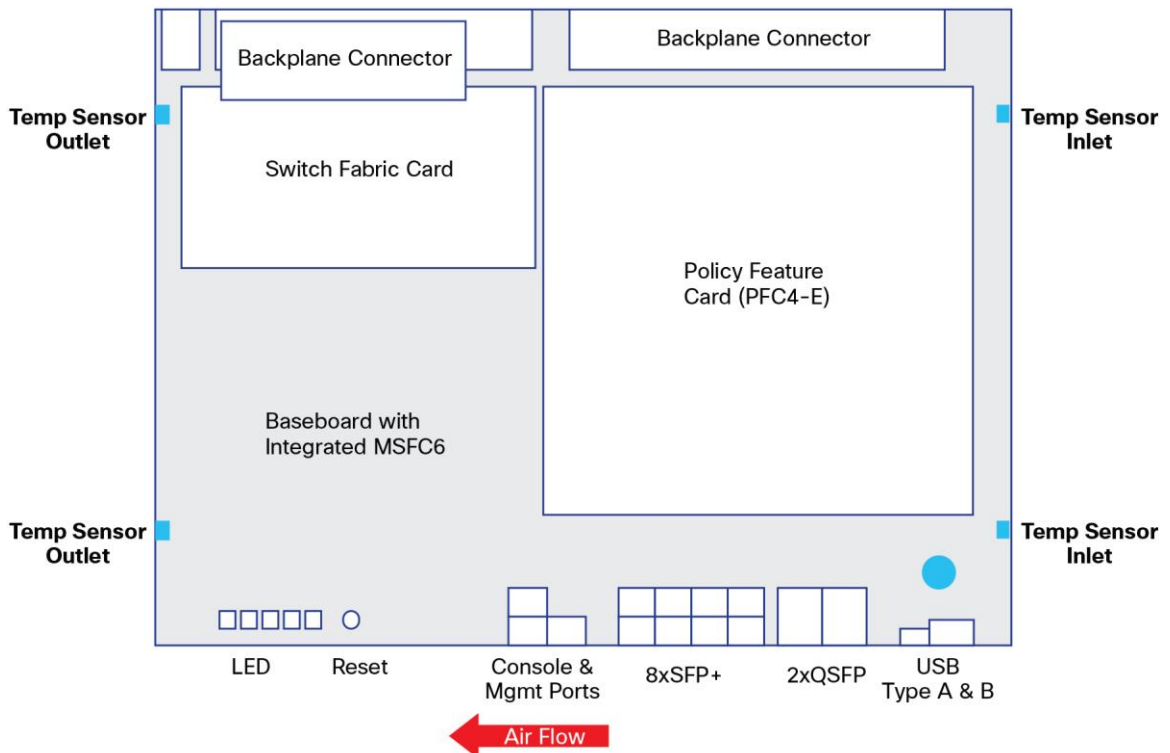 Backplane Connector
Backplane Connector
Temp Sensor
Outlet
Temp Sensor
Inlet
Switch Fabric Card
Policy Feature
Card (PFC4-E)
Baseboard with
Integrated MSFC6
Temp Sensor
Outlet
Temp Sensor
Inlet
LED
Reset
Console &
Mgmt Ports
8xSFP+
2xQSFP
USB
Type A & B
Air Flow